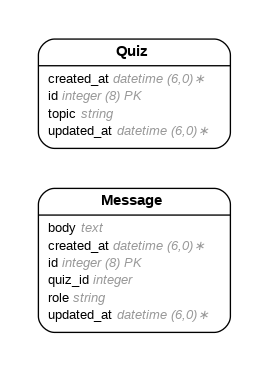 Quiz
created_at datetime (6,0) ∗
id integer (8) PK
topic string
updated_at datetime (6,0) ∗
Message
body text
created_at datetime (6,0) ∗
id integer (8) PK
quiz_id integer
role string
updated_at datetime (6,0) ∗